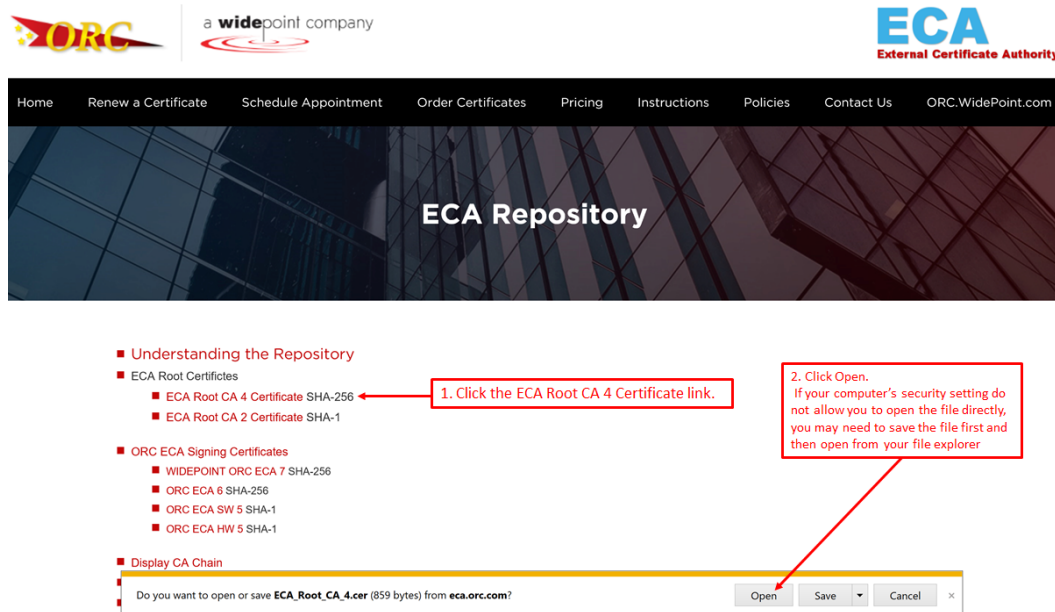 ORC
a widepoint company
ECA
External Certificate Authority
Home Renew a Certificate Schedule Appointment Order Certificates Pricing Instructions Policies Contact Us ORC.WidePoint.com
ECA Repository
Understanding the Repository
ECA Root Certifictes
ECA Root CA 4 Certificate SHA-256
ECA Root CA 2 Certificate SHA-1
1. Click the ECA Root CA 4 Certificate link.
2. Click Open.
If your computer's security setting do
not allow you to open the file directly,
you may need to save the file first and
then open from your file explorer
ORC ECA Signing Certificates
WIDEPOINT ORC ECA 7 SHA-256
ORC ECA 6 SHA-256
ORC ECA SW 5 SHA-1
ORC ECA HW 5 SHA-1
Display CA Chain
Do you want to open or save ECA_Root_CA_4.cer (859 bytes) from eca.orc.com?
Open Save Cancel ×